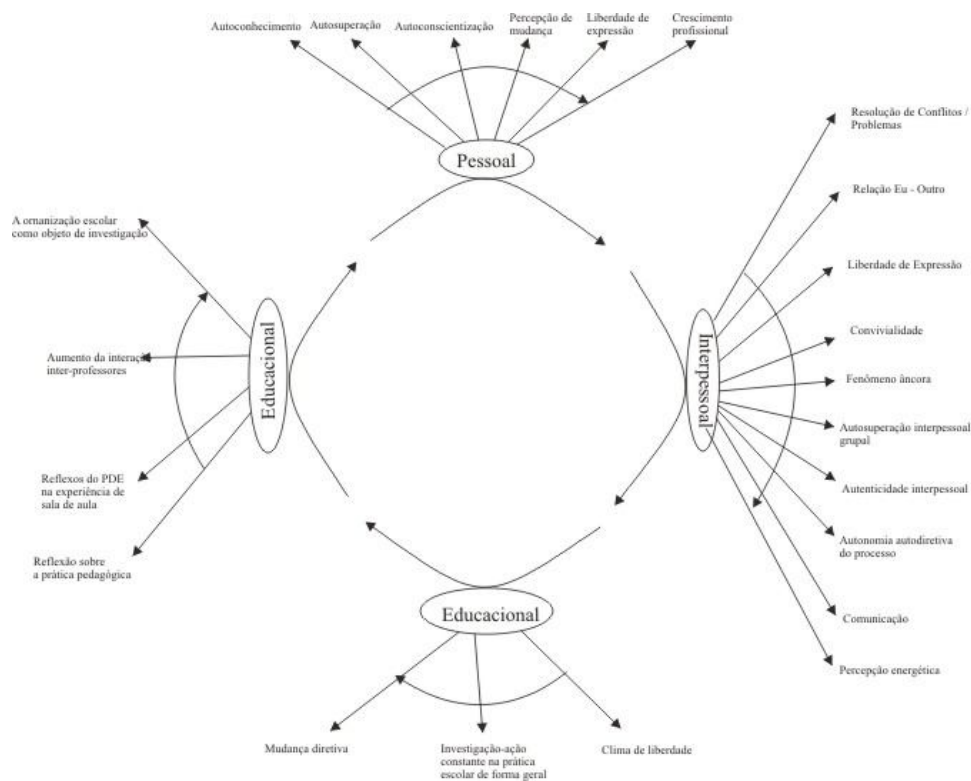 Autoconhecimento
Autosuperação
Autoconscientização
Percepção de
mudança
Liberdade de
expressão
Crescimento
profissional
Pessoal
Resolução de Conflitos /
Problemas
Relação Eu - Outro
Liberdade de Expressão
Convivialidade
Fenômeno âncora
Autosuperação interpessoal
grupal
Autenticidade interpessoal
Autonomia autodiretiva
do processo
Comunicação
Percepção energética
Interpessoal
A ornanização escolar
como objeto de investigação
Aumento da interação
inter-professores
Reflexos do PDE
na experiência de
sala de aula
Reflexão sobre
a prática pedagógica
Educacional
Educacional
Mudança diretiva
Investigação-ação
constante na prática
escolar de forma geral
Clima de liberdade